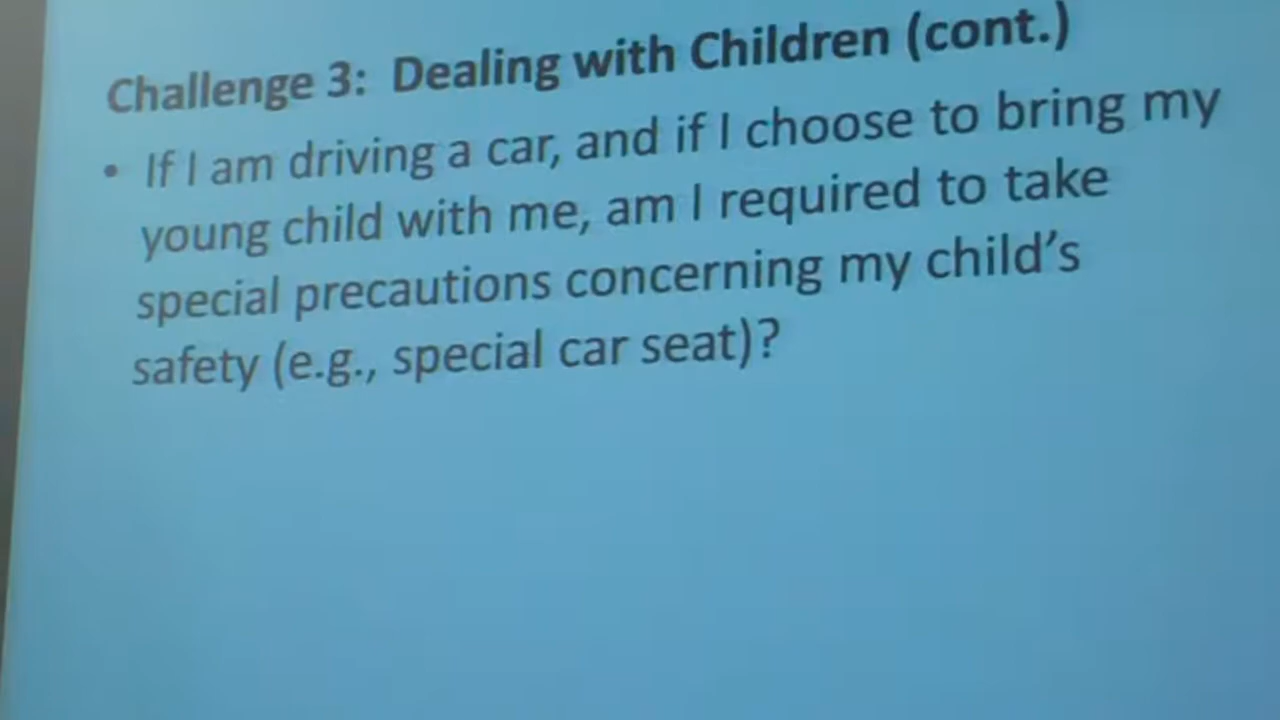 Challenge 3: Dealing with Children (cont.)
• If I am driving a car, and if I choose to bring my
young child with me, am I required to take
special precautions concerning my child's
safety (e.g., special car seat)?